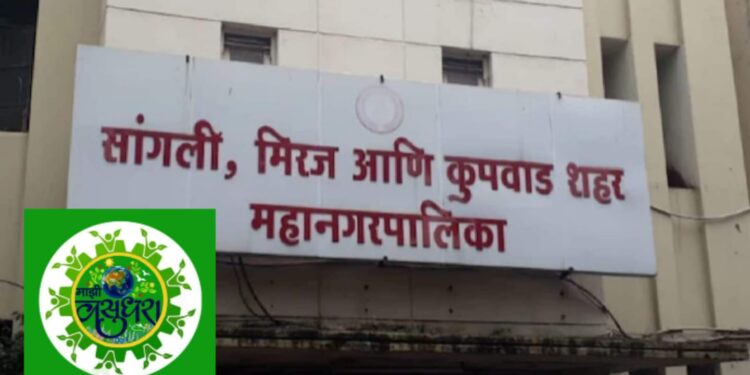 सांगली, मिरज आणि कुपवाड शहर
महानगरपालिका
माझी
वसुंधरा